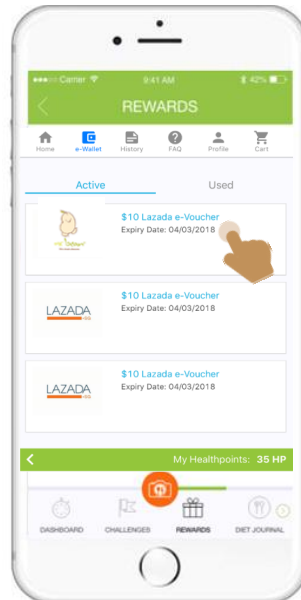 Carrier 9:41 AM 42%
REWARDS
Home e-Wallet History FAQ Profile Cart
Active Used
$10 Lazada e-Voucher
Expiry Date: 04/03/2018
$10 Lazada e-Voucher
LAZADA
Expiry Date: 04/03/2018
$10 Lazada e-Voucher
LAZADA
Expiry Date: 04/03/2018
My Healthpoints: 35 HP
DASHBOARD CHALLENGES REWARDS DIET JOURNAL